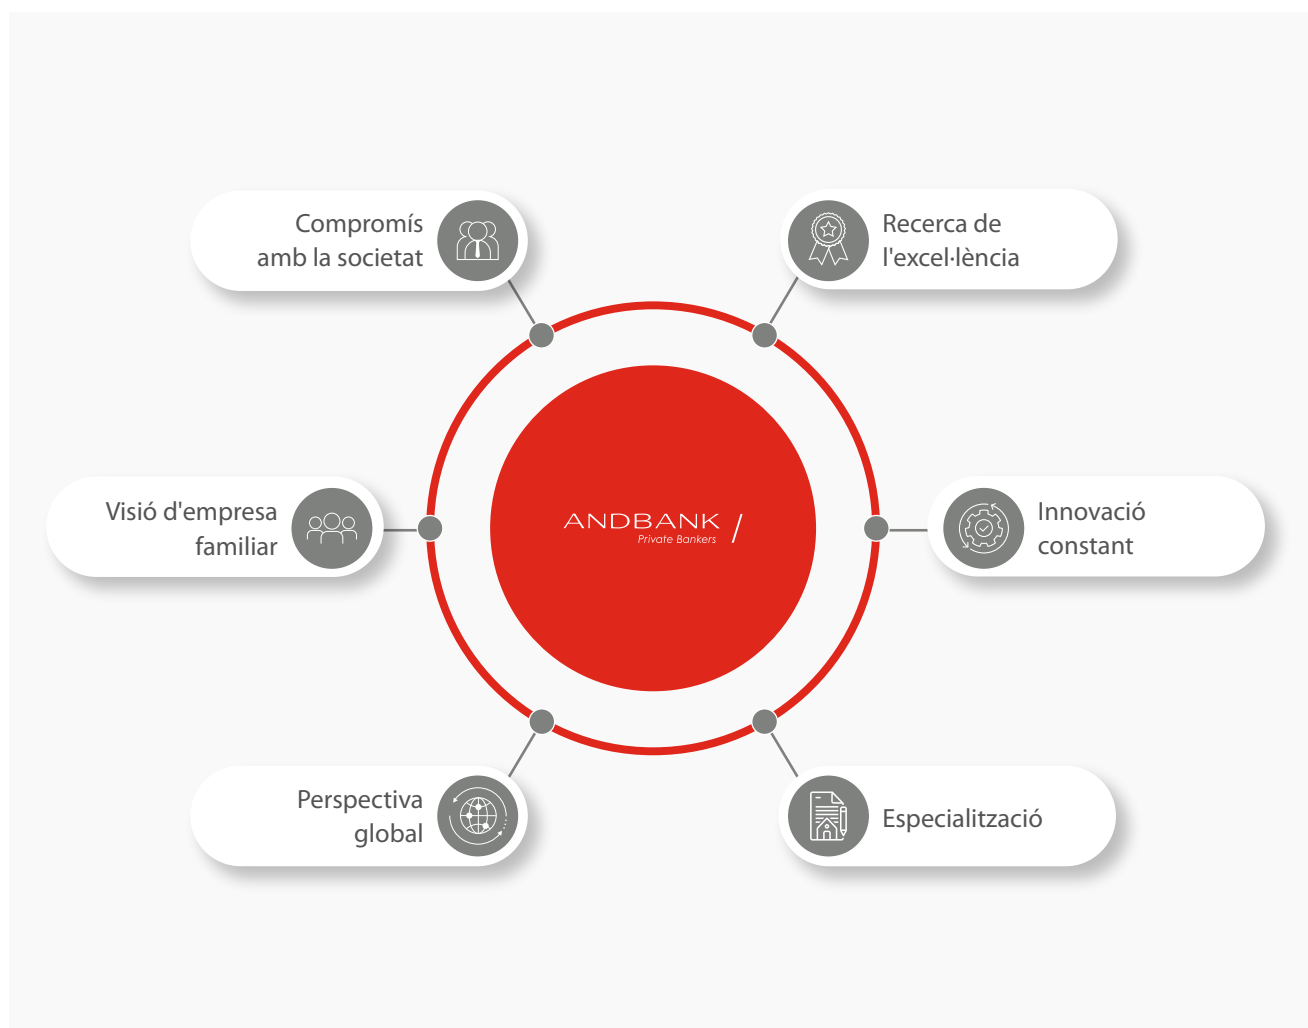 Compromís
amb la societat
Recerca de
l'excel·lència
Visió d'empresa
familiar
ANDBANK
Private Bankers
Innovació
constant
Perspectiva
global
Especialització